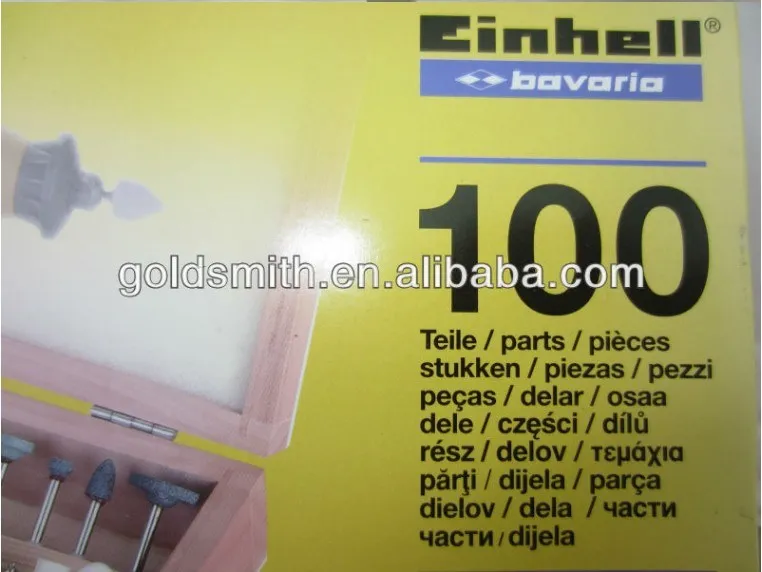 Einhell®
bavaria
100
goldsmith.en.alibaba.com
Teile / parts / pièces
stukken / piezas / pezzi
peças / delar / osaa
dele / części / dílů
rész / delov / τεμάχια
părţi / dijela / parça
dielov / dela / части
части / dijela